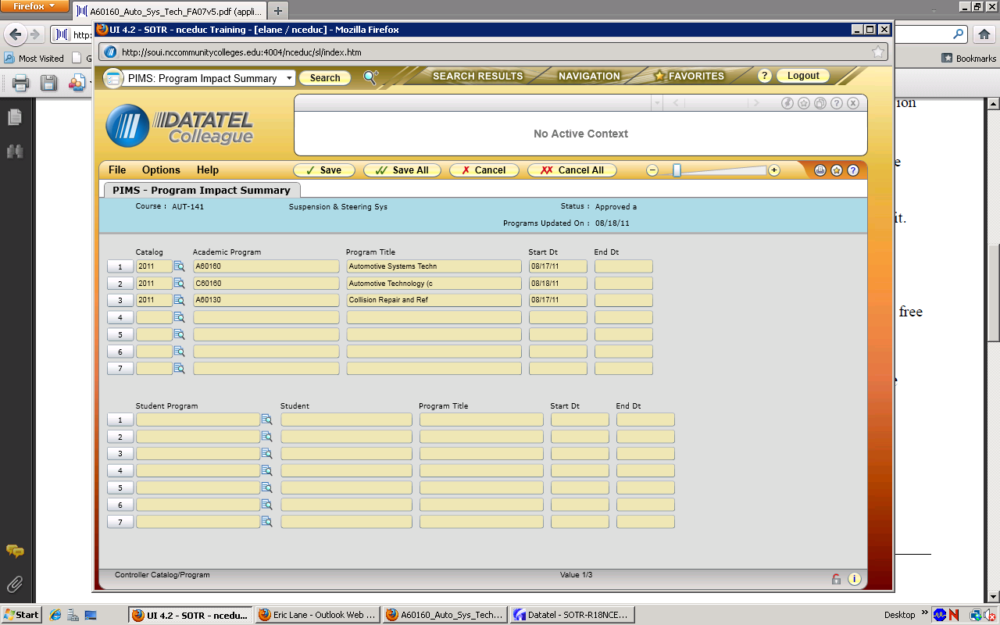 Firefox
A60160_Auto_Sys_Tech_FA07v5.pdf (appli...
http:
Most Visited
G
Bookmarks
UI 4.2 - SOTR - nceduc Training - [elane / nceduc] - Mozilla Firefox
http://soui.nccommunitycolleges.edu:4004/nceduc/sl/index.htm
PIMS: Program Impact Summary
Search
SEARCH RESULTS
NAVIGATION
FAVORITES
?
Logout
DATATEL
Colleague
No Active Context
File Options Help
Save
Save All
Cancel
Cancel All
PIMS - Program Impact Summary
Course : AUT-141 Suspension & Steering Sys Status : Approved a
Programs Updated On : 08/18/11
Catalog Academic Program Program Title Start Dt End Dt
1 2011 A60160 Automotive Systems Techn 08/17/11
2 2011 C60160 Automotive Technology (c 08/18/11
3 2011 A60130 Collision Repair and Ref 08/17/11
4
5
6
7
Student Program Student Program Title Start Dt End Dt
1
2
3
4
5
6
7
Controller Catalog/Program Value 1/3
ion
e
it.
free
Start
UI 4.2 - SOTR - nceduc...
Eric Lane - Outlook Web ...
A60160_Auto_Sys_Tech...
Datatel - SOTR-R18NCE...
Desktop